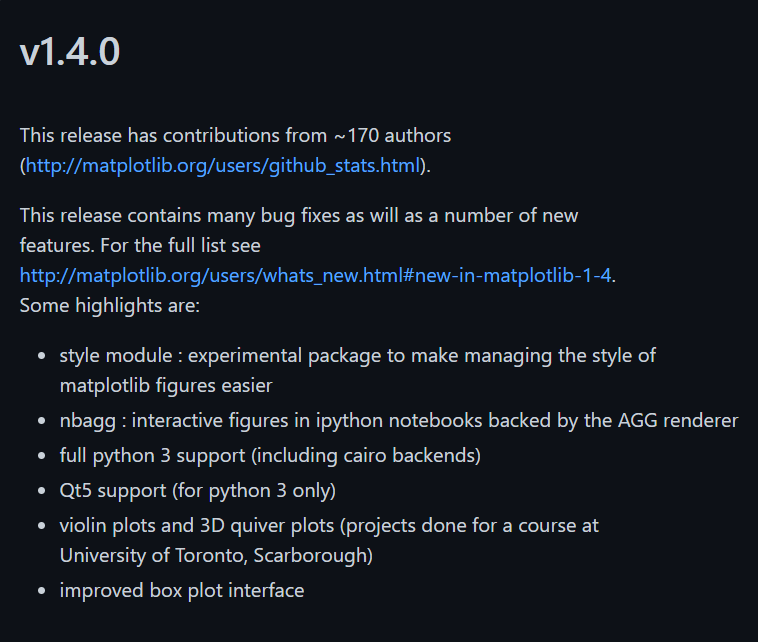 v1.4.0
This release has contributions from ~170 authors
(http://matplotlib.org/users/github_stats.html).
This release contains many bug fixes as will as a number of new
features. For the full list see
http://matplotlib.org/users/whats_new.html#new-in-matplotlib-1-4.
Some highlights are:
• style module : experimental package to make managing the style of
matplotlib figures easier
• nbagg : interactive figures in ipython notebooks backed by the AGG renderer
• full python 3 support (including cairo backends)
• Qt5 support (for python 3 only)
• violin plots and 3D quiver plots (projects done for a course at
University of Toronto, Scarborough)
• improved box plot interface